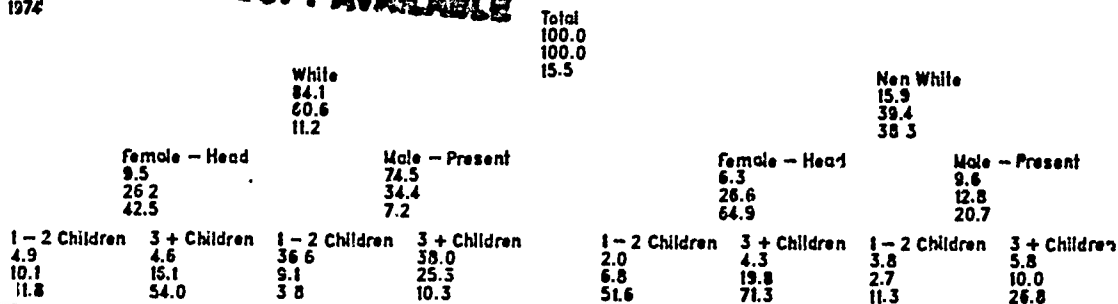 1974
AVAILABLE
Total
100.0
100.0
15.5
White
84.1
60.6
11.2
Non White
15.9
39.4
38 3
Female – Head
9.5
26 2
42.5
Male – Present
74.5
34.4
7.2
Female – Head
6.3
26.6
64.9
Male – Present
9.6
12.8
20.7
1 – 2 Children
4.9
10.1
11.8
3 + Children
4.6
16.1
54.0
1 – 2 Children
36 6
9.1
3 8
3 + Children
38.0
25.3
10.3
1 – 2 Children
2.0
6.8
51.6
3 + Children
4.3
19.8
71.3
1 – 2 Children
3.8
2.7
11.3
3 + Children
5.8
10.0
26.8